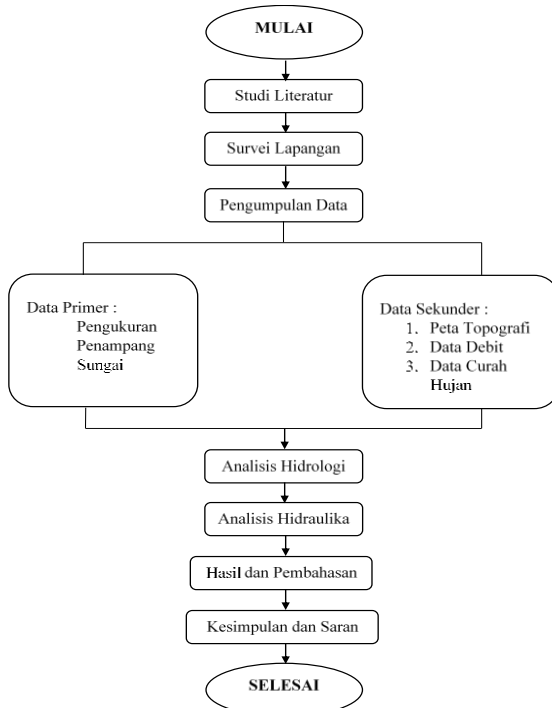 MULAI
Studi Literatur
Survei Lapangan
Pengumpulan Data
Data Primer :
Pengukuran
Penampang
Sungai
Data Sekunder :
1. Peta Topografi
2. Data Debit
3. Data Curah
Hujan
Analisis Hidrologi
Analisis Hidraulika
Hasil dan Pembahasan
Kesimpulan dan Saran
SELESAI